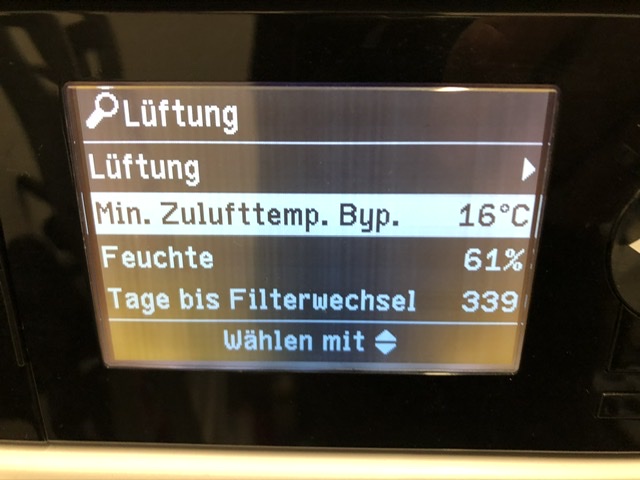 Lüftung
Lüftung
Min. Zulufttemp. Byp. 16°C
Feuchte 61%
Tage bis Filterwechsel 339
Wählen mit